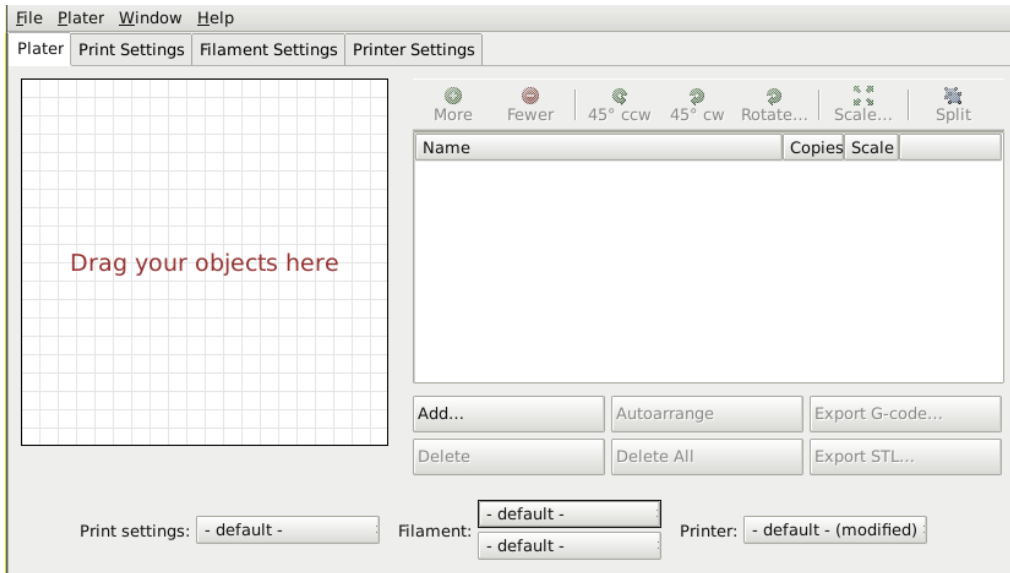 File Plater Window Help
Plater Print Settings Filament Settings Printer Settings
More Fewer 45° ccw 45° cw Rotate... Scale... Split
Name Copies Scale
Drag your objects here
Add... Autoarrange Export G-code...
Delete Delete All Export STL...
Print settings: - default - Filament: - default - Printer: - default - (modified)
- default -